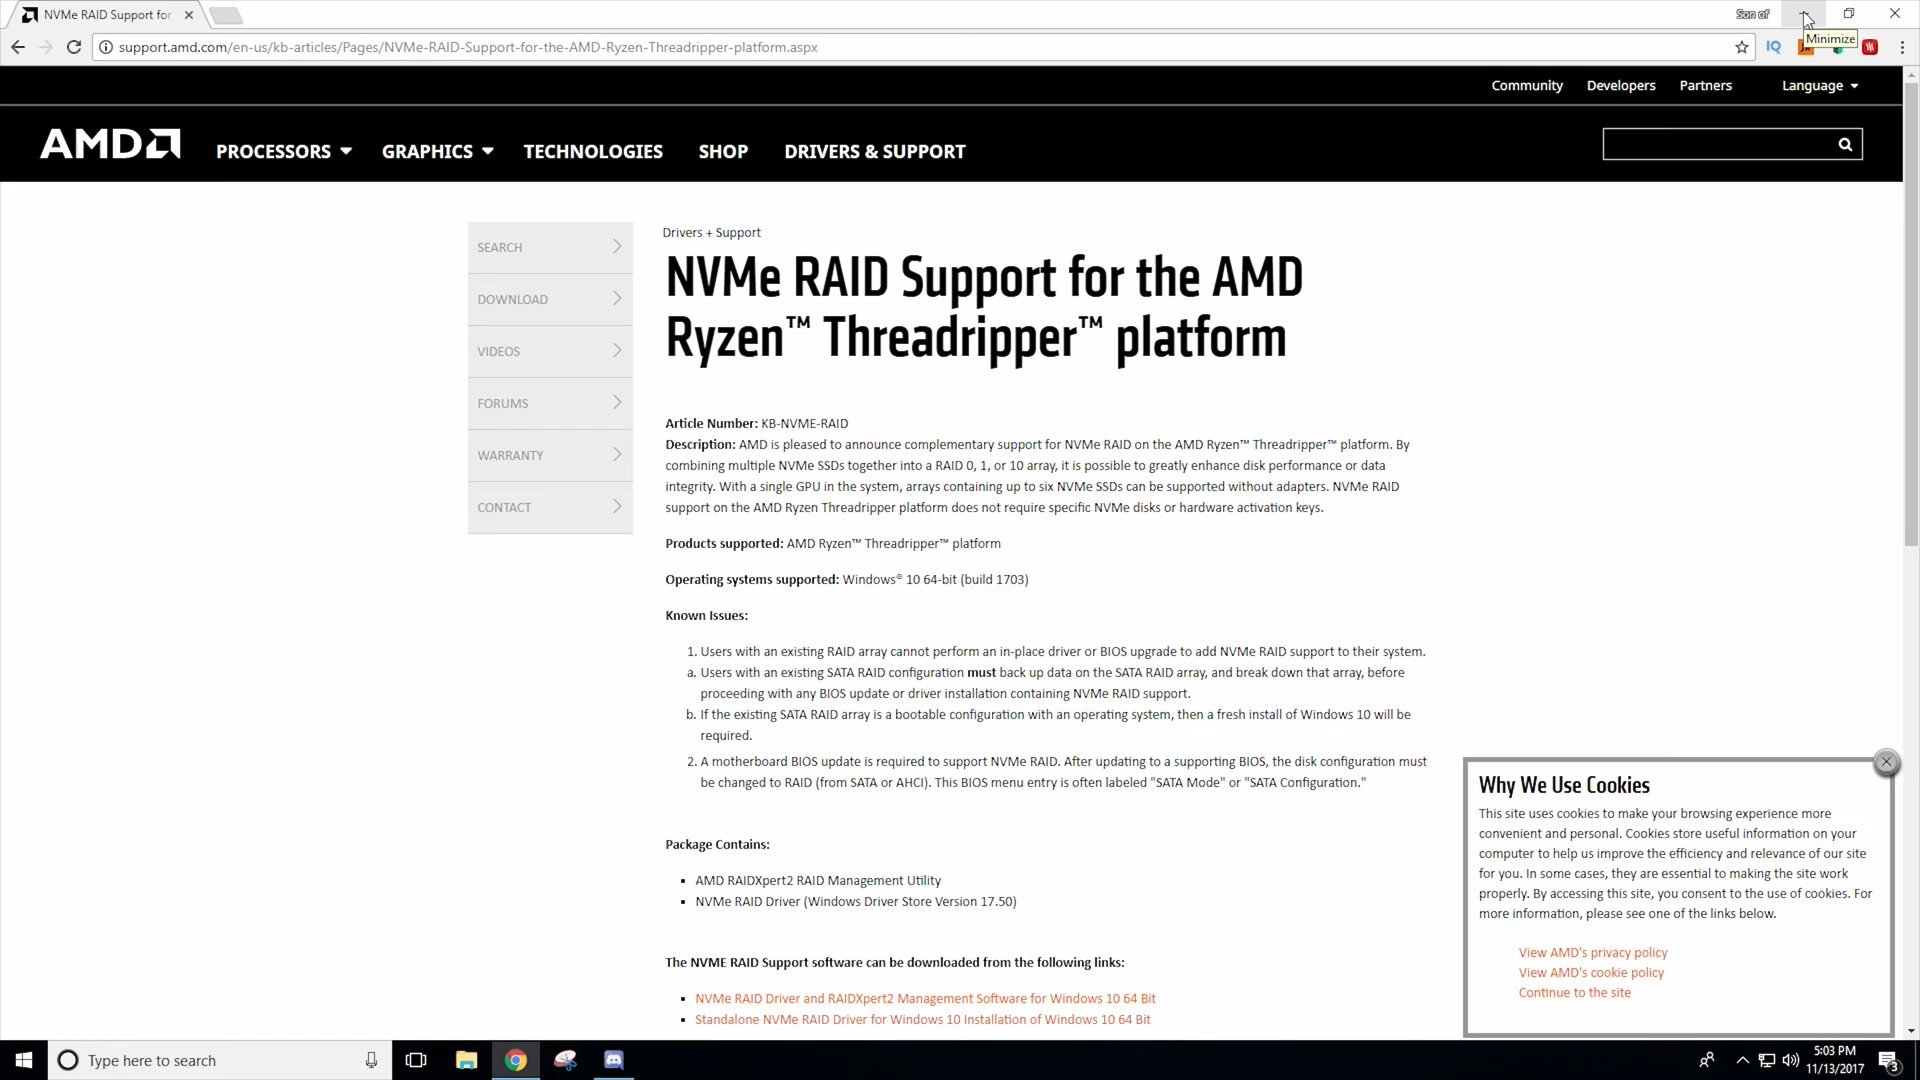 NVMe RAID Support for
Son of
support.amd.com/en-us/kb-articles/Pages/NVMe-RAID-Support-for-the-AMD-Ryzen-Threadripper-platform.aspx
IQ
Minimize
Community Developers Partners Language
AMD PROCESSORS GRAPHICS TECHNOLOGIES SHOP DRIVERS & SUPPORT
SEARCH
DOWNLOAD
VIDEOS
FORUMS
WARRANTY
CONTACT
Drivers + Support
NVMe RAID Support for the AMD
Ryzen™ Threadripper™ platform
Article Number: KB-NVME-RAID
Description: AMD is pleased to announce complementary support for NVMe RAID on the AMD Ryzen™ Threadripper™ platform. By
combining multiple NVMe SSDs together into a RAID 0, 1, or 10 array, it is possible to greatly enhance disk performance or data
integrity. With a single GPU in the system, arrays containing up to six NVMe SSDs can be supported without adapters. NVMe RAID
support on the AMD Ryzen Threadripper platform does not require specific NVMe disks or hardware activation keys.
Products supported: AMD Ryzen™ Threadripper™ platform
Operating systems supported: Windows® 10 64-bit (build 1703)
Known Issues:
1. Users with an existing RAID array cannot perform an in-place driver or BIOS upgrade to add NVMe RAID support to their system.
a. Users with an existing SATA RAID configuration must back up data on the SATA RAID array, and break down that array, before
proceeding with any BIOS update or driver installation containing NVMe RAID support.
b. If the existing SATA RAID array is a bootable configuration with an operating system, then a fresh install of Windows 10 will be
required.
2. A motherboard BIOS update is required to support NVMe RAID. After updating to a supporting BIOS, the disk configuration must
be changed to RAID (from SATA or AHCI). This BIOS menu entry is often labeled "SATA Mode" or "SATA Configuration."
Package Contains:
▪ AMD RAIDXpert2 RAID Management Utility
▪ NVMe RAID Driver (Windows Driver Store Version 17.50)
The NVME RAID Support software can be downloaded from the following links:
▪ NVMe RAID Driver and RAIDXpert2 Management Software for Windows 10 64 Bit
▪ Standalone NVMe RAID Driver for Windows 10 Installation of Windows 10 64 Bit
Why We Use Cookies
This site uses cookies to make your browsing experience more
convenient and personal. Cookies store useful information on your
computer to help us improve the efficiency and relevance of our site
for you. In some cases, they are essential to making the site work
properly. By accessing this site, you consent to the use of cookies. For
more information, please see one of the links below.
View AMD's privacy policy
View AMD's cookie policy
Continue to the site
Type here to search
5:03 PM
11/13/2017
3